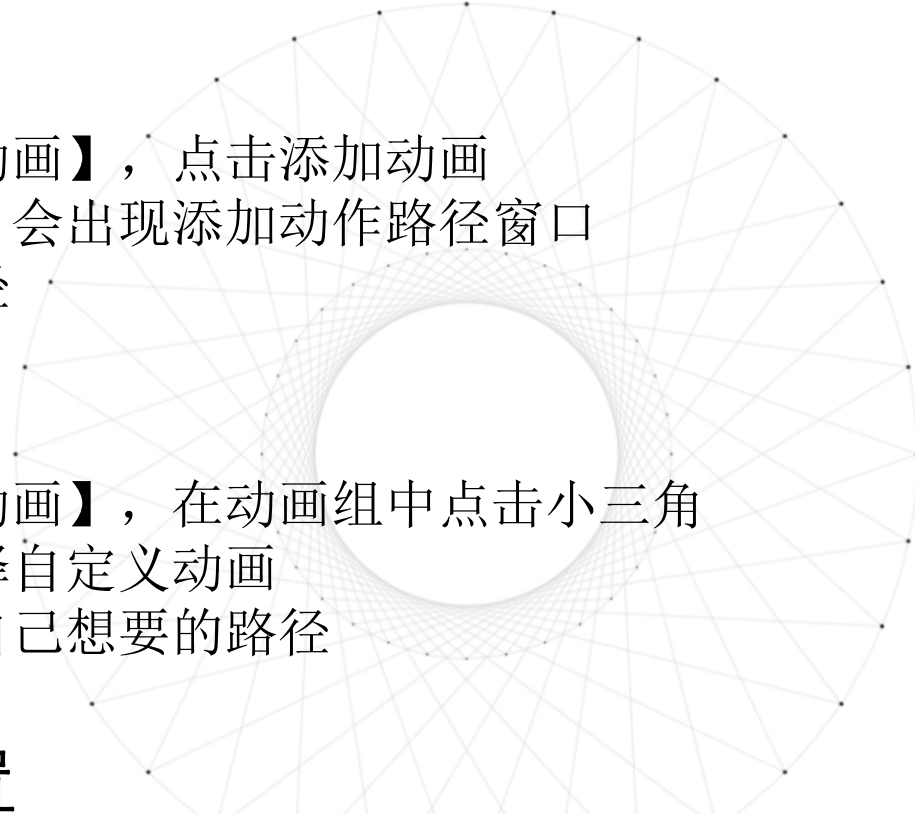 画】，点击添加动画
会出现添加动作路径窗口
画】，在动画组中点击小三角
自定义动画
己想要的路径